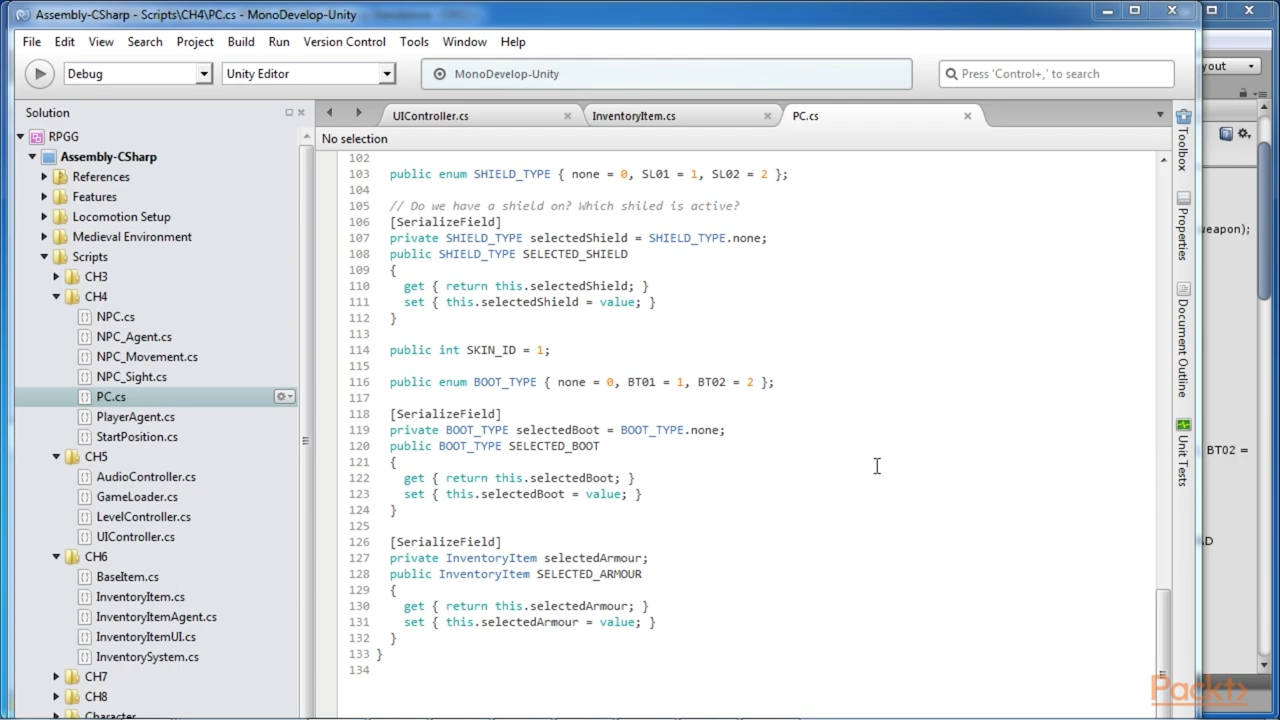 Assembly-CSharp - Scripts\CH4\PC.cs - MonoDevelop-Unity
File Edit View Search Project Build Run Version Control Tools Window Help
yout
Debug
Unity Editor
MonoDevelop-Unity
Press 'Control+,' to search
Solution
UIController.cs
InventoryItem.cs
PC.cs
No selection
RPGG
Assembly-CSharp
References
Features
Locomotion Setup
Medieval Environment
Scripts
CH3
CH4
NPC.cs
NPC_Agent.cs
NPC_Movement.cs
NPC_Sight.cs
PC.cs
PlayerAgent.cs
StartPosition.cs
CH5
AudioController.cs
GameLoader.cs
LevelController.cs
UIController.cs
CH6
BaseItem.cs
InventoryItem.cs
InventoryItemAgent.cs
InventoryItemUI.cs
InventorySystem.cs
CH7
CH8
Character
102
103 public enum SHIELD_TYPE { none = 0, SL01 = 1, SL02 = 2 };
104
105 // Do we have a shield on? Which shiled is active?
106 [SerializeField]
107 private SHIELD_TYPE selectedShield = SHIELD_TYPE.none;
108 public SHIELD_TYPE SELECTED_SHIELD
109 {
110 get { return this.selectedShield; }
111 set { this.selectedShield = value; }
112 }
113
114 public int SKIN_ID = 1;
115
116 public enum BOOT_TYPE { none = 0, BT01 = 1, BT02 = 2 };
117
118 [SerializeField]
119 private BOOT_TYPE selectedBoot = BOOT_TYPE.none;
120 public BOOT_TYPE SELECTED_BOOT
121 {
122 get { return this.selectedBoot; }
123 set { this.selectedBoot = value; }
124 }
125
126 [SerializeField]
127 private InventoryItem selectedArmour;
128 public InventoryItem SELECTED_ARMOUR
129 {
130 get { return this.selectedArmour; }
131 set { this.selectedArmour = value; }
132 }
133 }
134
Toolbox
Properties
Document Outline
Unit Tests
weapon);
BT02 =
Packt